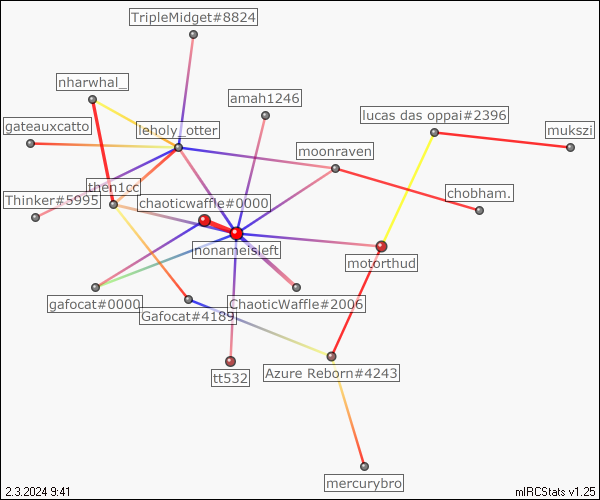 TripleMidget#8824
nharwhal_
amah1246
lucas das oppai#2396
gateauxcatto
leholy_otter
mukszi
moonraven
then1cc
chobham.
Thinker#5995
chaoticwaffle#0000
nonameisleft
motorthud
gafocat#0000
ChaoticWaffle#2006
Gafocat#4189
tt532
Azure Reborn#4243
mercurybro
2.3.2024 9:41
mIRCStats v1.25